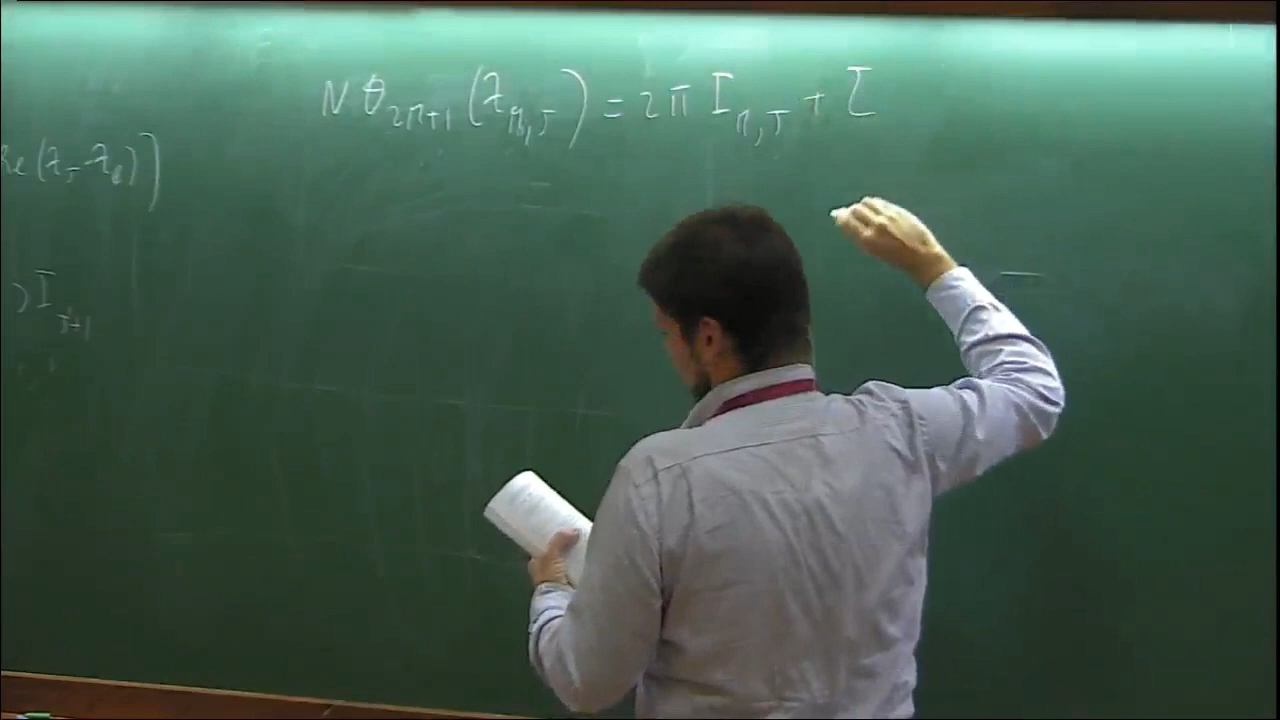 N θ_{2n+1} (λ_{n,j}) = 2π I_{n,j} + Σ
Re(λ_j - λ_ℓ))
) I_{j+1}